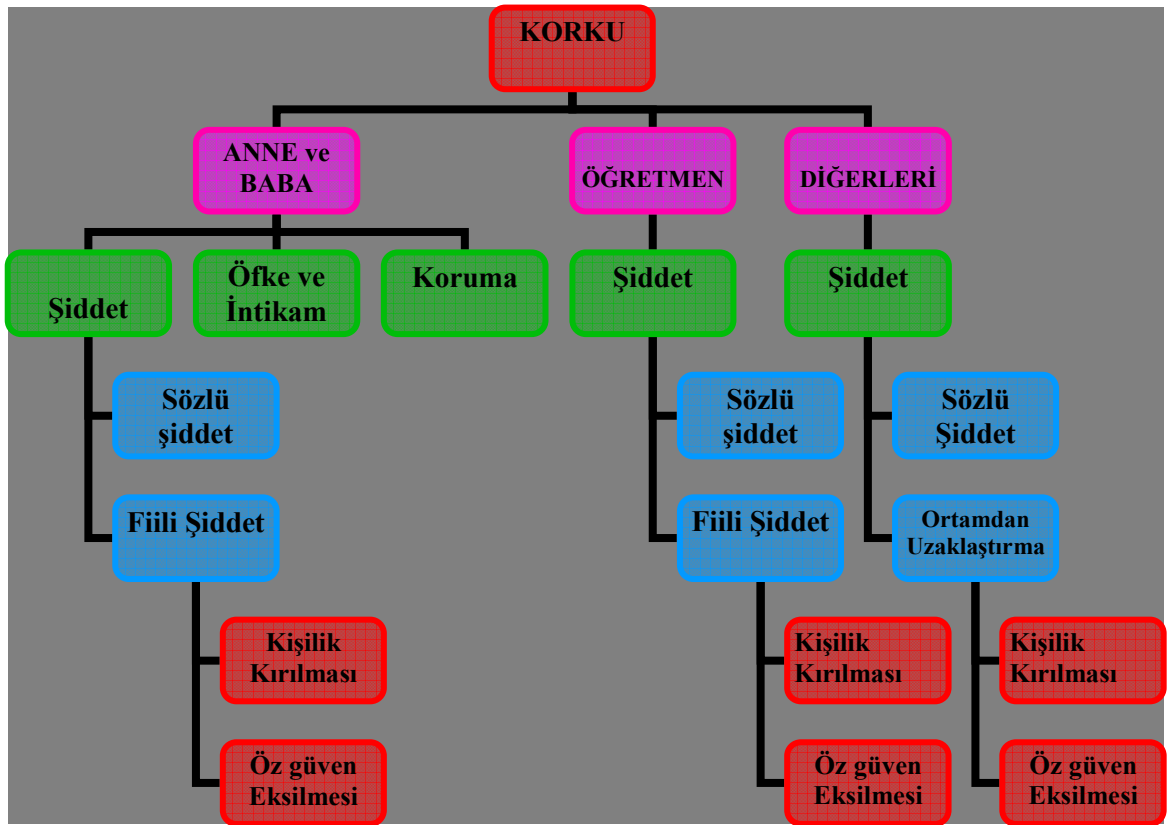 KORKU
ANNE ve
BABA
ÖĞRETMEN
DİĞERLERİ
Şiddet
Öfke ve
İntikam
Koruma
Şiddet
Şiddet
Sözlü
şiddet
Sözlü
şiddet
Sözlü
Şiddet
Fiili Şiddet
Fiili Şiddet
Ortamdan
Uzaklaştırma
Kişilik
Kırılması
Kişilik
Kırılması
Kişilik
Kırılması
Öz güven
Eksilmesi
Öz güven
Eksilmesi
Öz güven
Eksilmesi